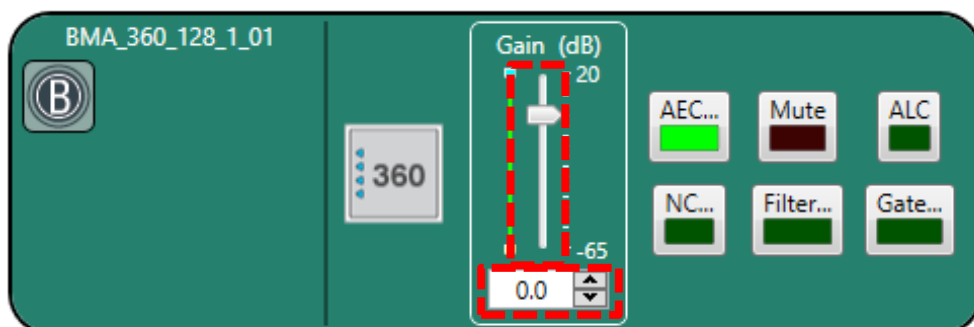 BMA_360_128_1_01
B
360
Gain (dB)
20
-65
0.0
AEC...
Mute
ALC
NC...
Filter...
Gate...